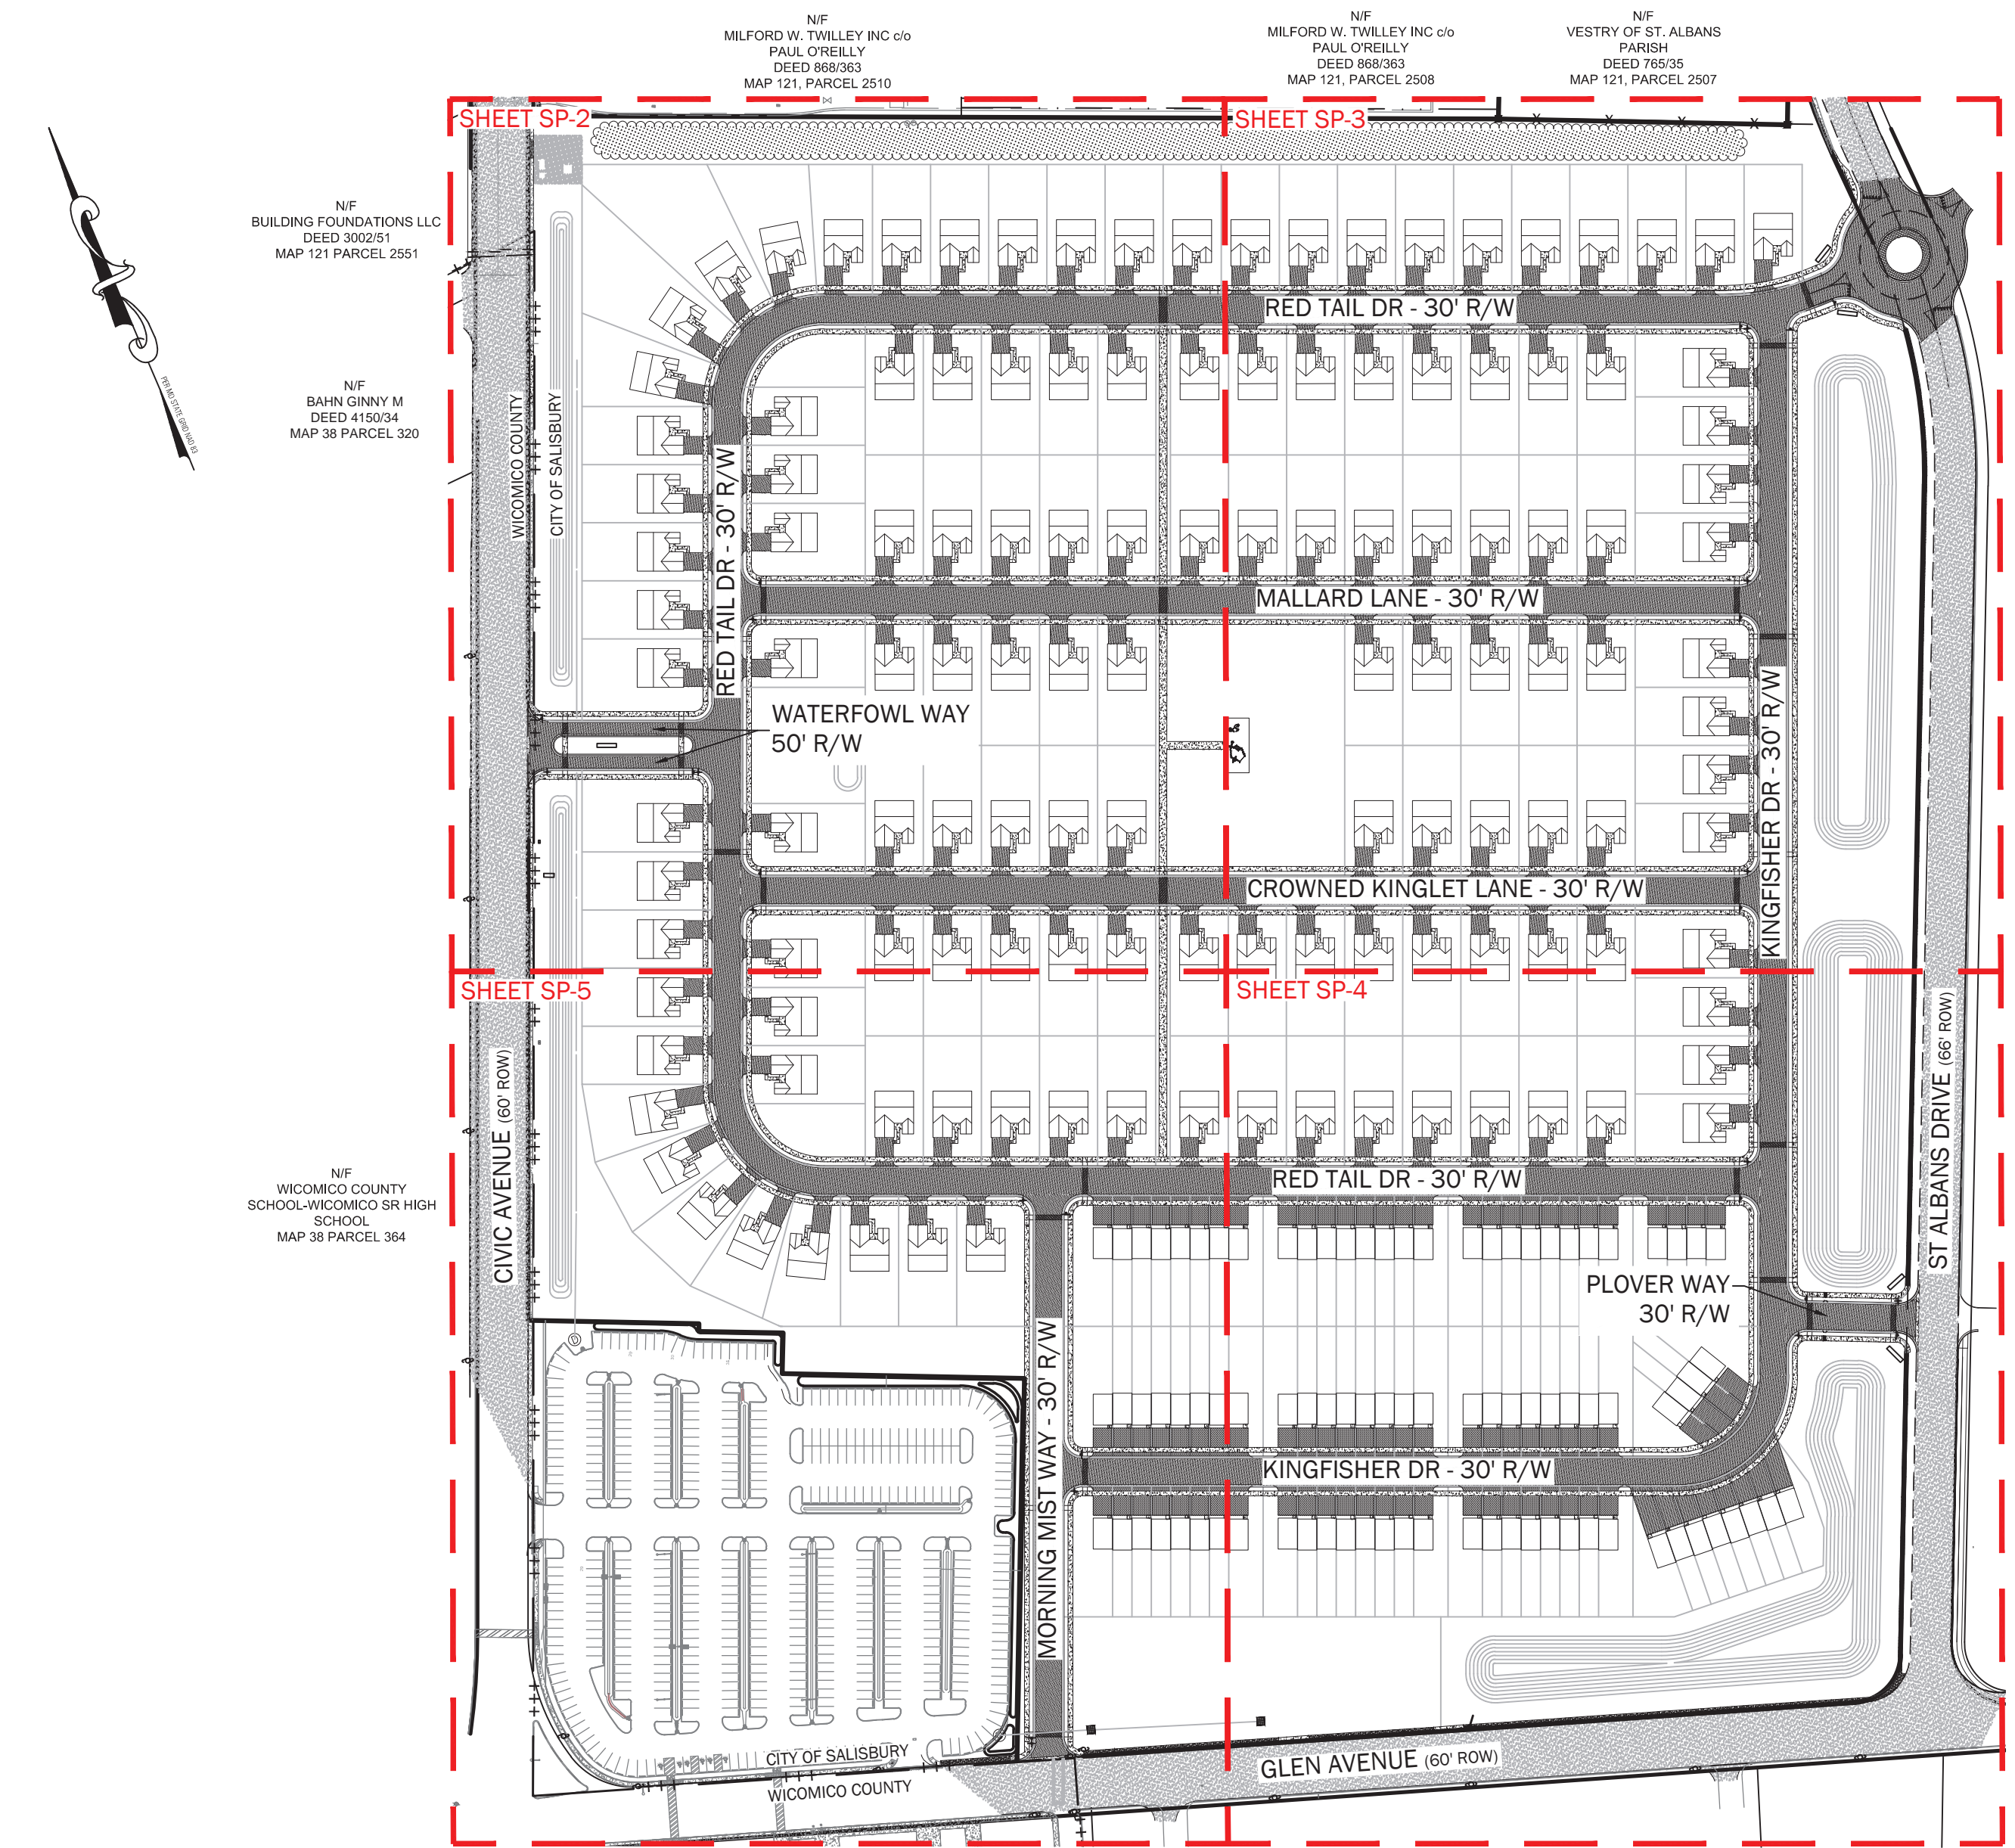 N/F
MILFORD W. TWILLEY INC c/o
PAUL O'REILLY
DEED 868/363
MAP 121, PARCEL 2510
N/F
MILFORD W. TWILLEY INC c/o
PAUL O'REILLY
DEED 868/363
MAP 121, PARCEL 2508
N/F
VESTRY OF ST. ALBANS
PARISH
DEED 765/35
MAP 121, PARCEL 2507
SHEET SP-2
SHEET SP-3
N/F
BUILDING FOUNDATIONS LLC
DEED 3002/51
MAP 121 PARCEL 2551
RED TAIL DR - 30' R/W
PER MD STATE GRID NAD 83
N/F
BAHN GINNY M
DEED 4150/34
MAP 38 PARCEL 320
WICOMICO COUNTY
CITY OF SALISBURY
RED TAIL DR - 30' R/W
MALLARD LANE - 30' R/W
WATERFOWL WAY
50' R/W
KINGFISHER DR - 30' R/W
CROWNED KINGLET LANE - 30' R/W
SHEET SP-5
SHEET SP-4
CIVIC AVENUE (60' ROW)
ST ALBANS DRIVE (66' ROW)
N/F
WICOMICO COUNTY
SCHOOL-WICOMICO SR HIGH
SCHOOL
MAP 38 PARCEL 364
RED TAIL DR - 30' R/W
PLOVER WAY
30' R/W
MORNING MIST WAY - 30' R/W
KINGFISHER DR - 30' R/W
CITY OF SALISBURY
WICOMICO COUNTY
GLEN AVENUE (60' ROW)